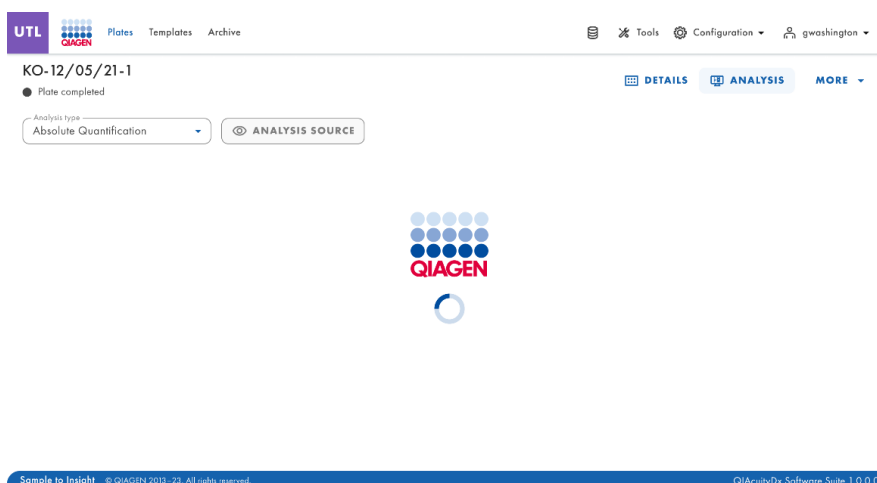 UTL QIAGEN Plates Templates Archive Tools Configuration gwashington
KO-12/05/21-1
DETAILS ANALYSIS MORE
Plate completed
Analysis type
Absolute Quantification ANALYSIS SOURCE
QIAGEN
Sample to Insight © QIAGEN 2013–23. All rights reserved. QIAcuityDx Software Suite 1.0.0.0